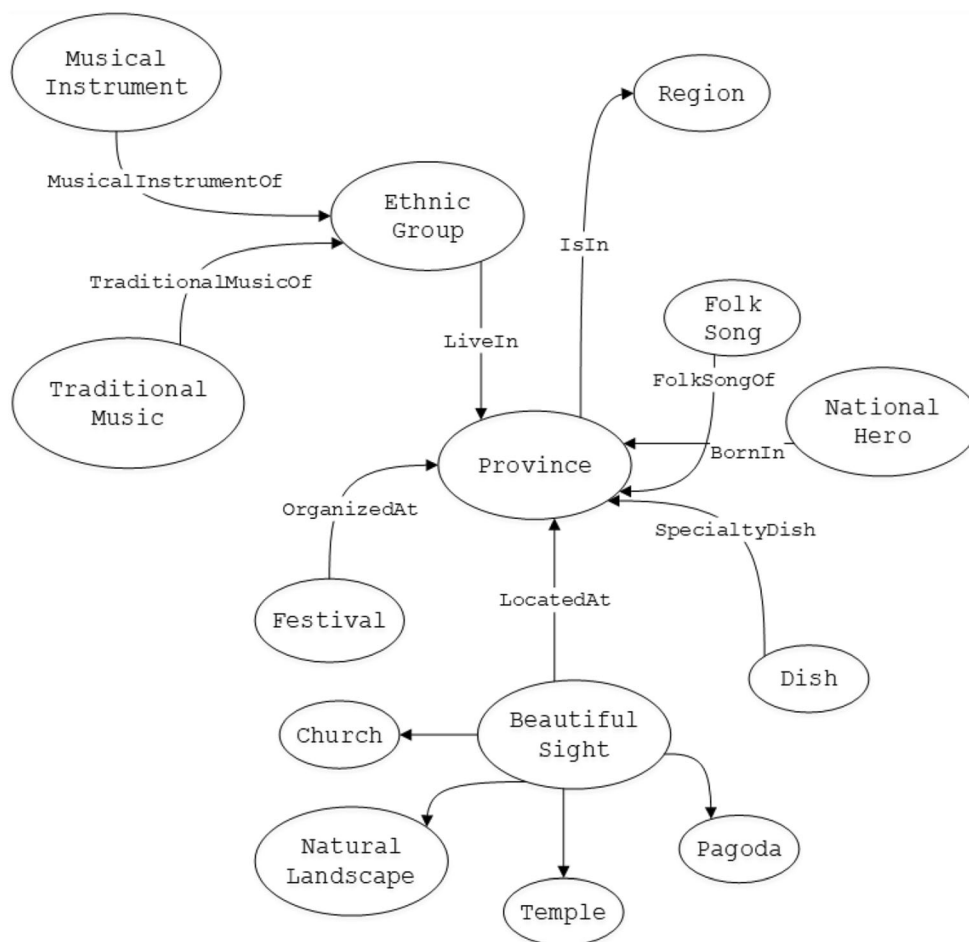 Musical
Instrument
Region
MusicalInstrumentOf
Ethnic
Group
IsIn
TraditionalMusicOf
Folk
Song
LiveIn
FolkSongOf
Traditional
Music
National
Hero
BornIn
Province
OrganizedAt
SpecialtyDish
LocatedAt
Festival
Dish
Beautiful
Sight
Church
Natural
Landscape
Pagoda
Temple